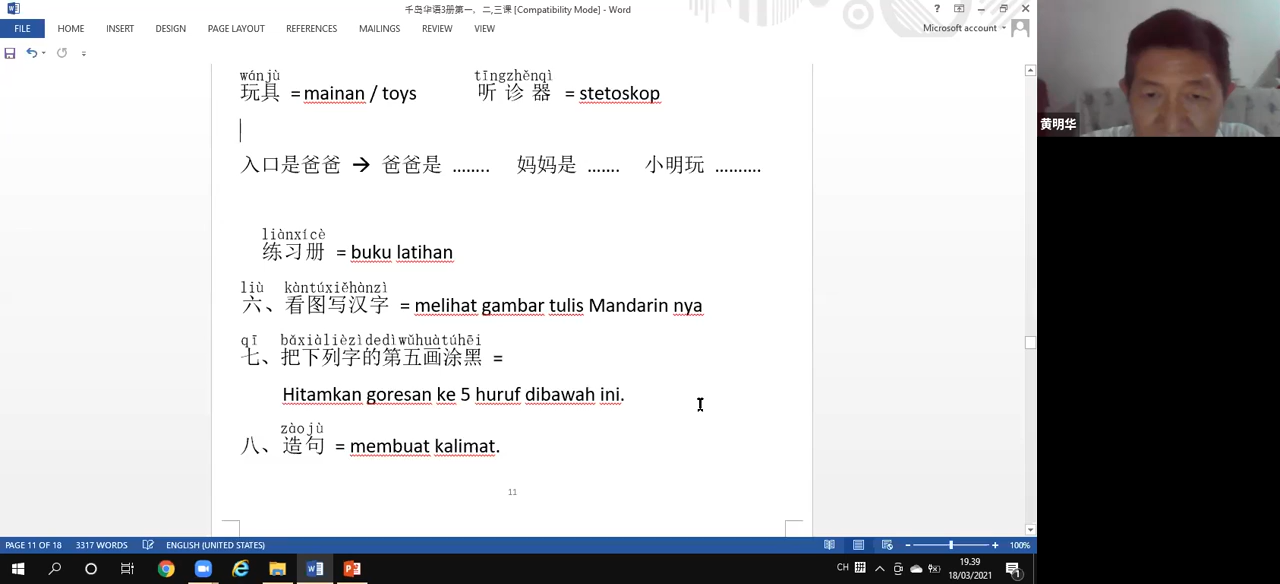 千岛华语3册第一、二,三课 [Compatibility Mode] - Word
FILE HOME INSERT DESIGN PAGE LAYOUT REFERENCES MAILINGS REVIEW VIEW Microsoft account
wánjù tīngzhěnqì
玩具 = mainan / toys 听诊器 = stetoskop
入口是爸爸 → 爸爸是 ........ 妈妈是 ....... 小明玩 ..........
liànxícè
练习册 = buku latihan
liù kàntúxiěhànzì
六、看图写汉字 = melihat gambar tulis Mandarin nya
qī bǎxiàlièzìdedìwǔhuàtúhēi
七、把下列字的第五画涂黑 =
Hitamkan goresan ke 5 huruf dibawah ini.
zàojù
八、造句 = membuat kalimat.
11
黄明华
PAGE 11 OF 18 3317 WORDS ENGLISH (UNITED STATES) 100%
CH 19.39
18/03/2021